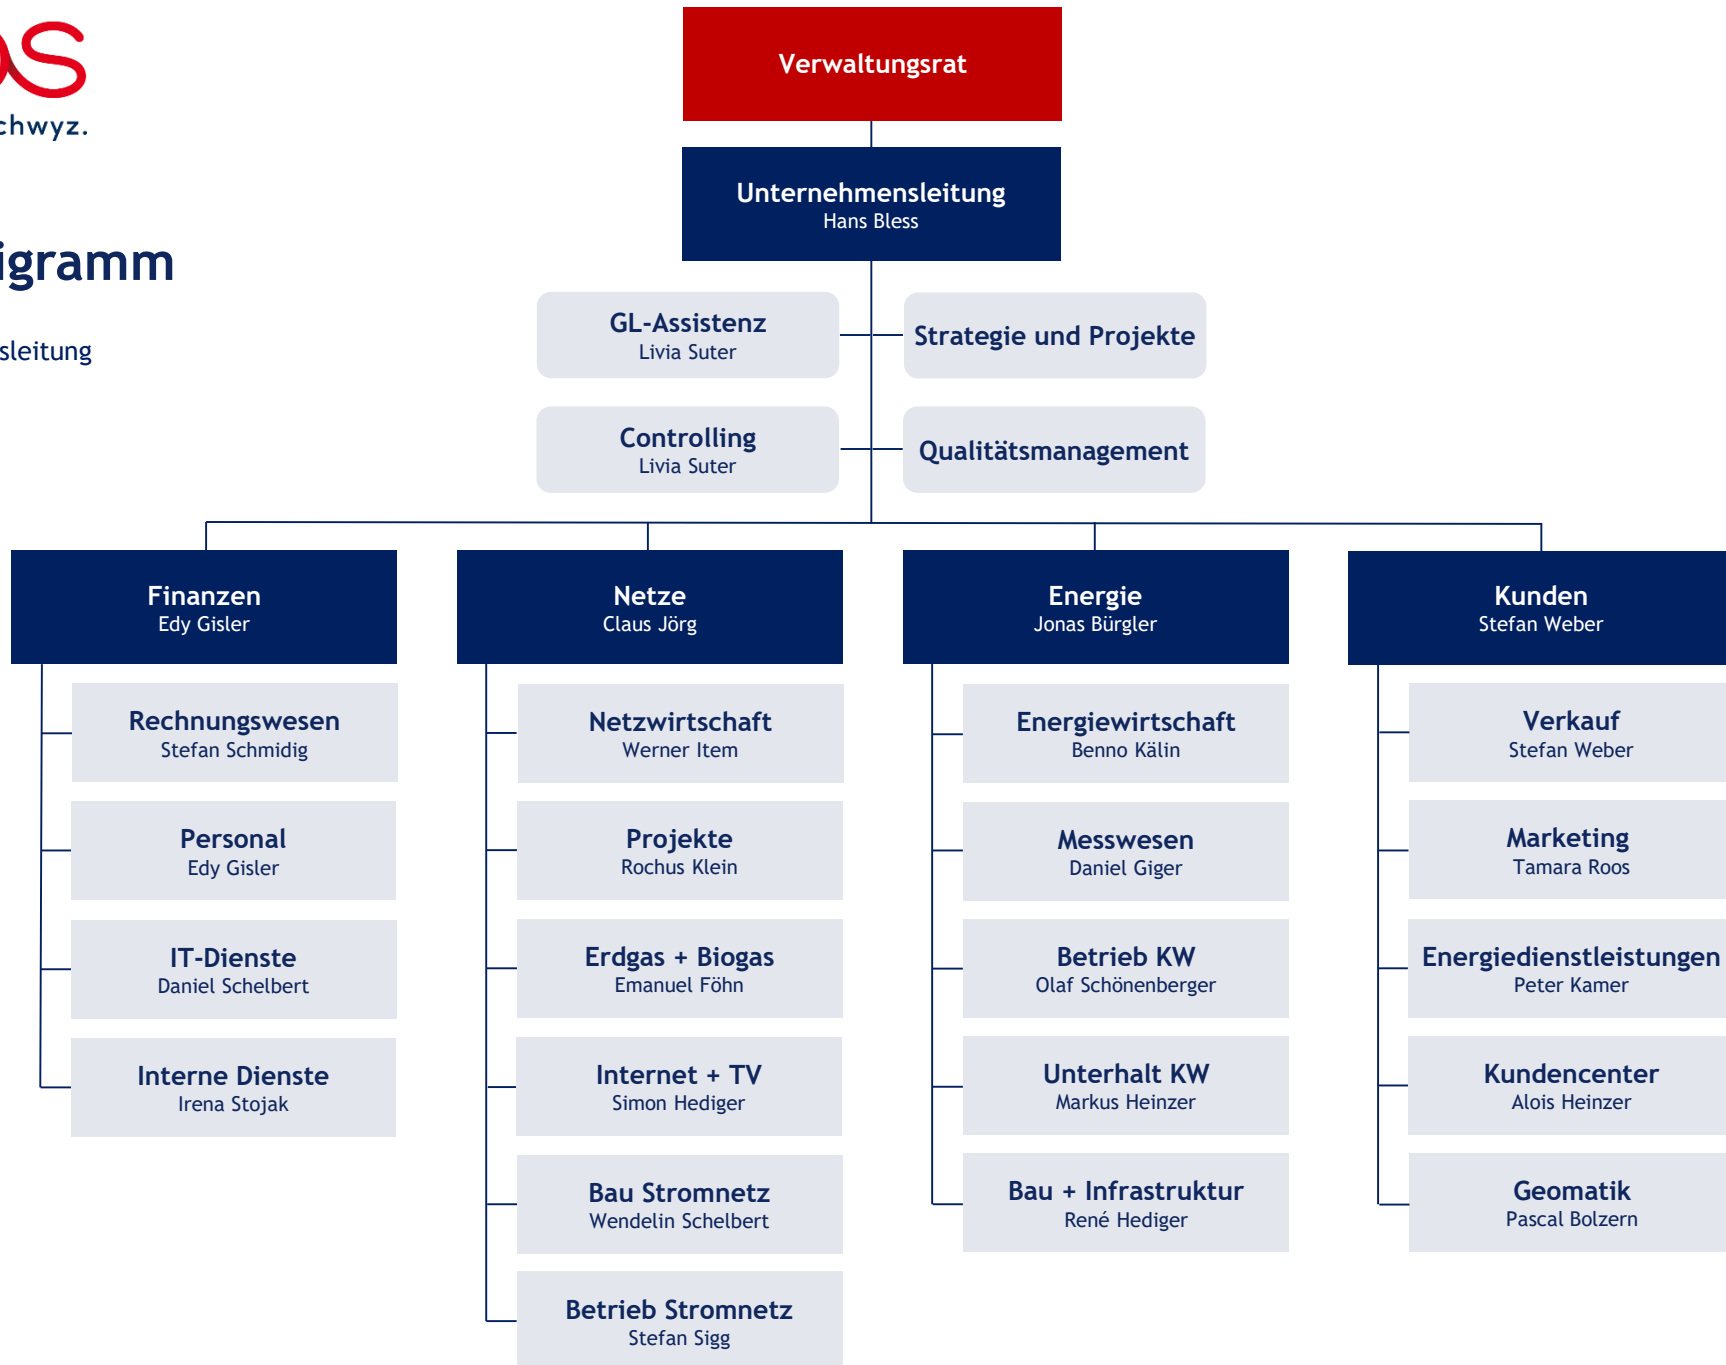 chwyz.
igramm
sleitung
Verwaltungsrat
Unternehmensleitung
Hans Bless
GL-Assistenz
Livia Suter
Strategie und Projekte
Controlling
Livia Suter
Qualitätsmanagement
Finanzen
Edy Gisler
Rechnungswesen
Stefan Schmidig
Personal
Edy Gisler
IT-Dienste
Daniel Schelbert
Interne Dienste
Irena Stojak
Netze
Claus Jörg
Netzwirtschaft
Werner Item
Projekte
Rochus Klein
Erdgas + Biogas
Emanuel Föhn
Internet + TV
Simon Hediger
Bau Stromnetz
Wendelin Schelbert
Betrieb Stromnetz
Stefan Sigg
Energie
Jonas Bürgler
Energiewirtschaft
Benno Kälin
Messwesen
Daniel Giger
Betrieb KW
Olaf Schönenberger
Unterhalt KW
Markus Heinzer
Bau + Infrastruktur
René Hediger
Kunden
Stefan Weber
Verkauf
Stefan Weber
Marketing
Tamara Roos
Energiedienstleistungen
Peter Kamer
Kundencenter
Alois Heinzer
Geomatik
Pascal Bolzern